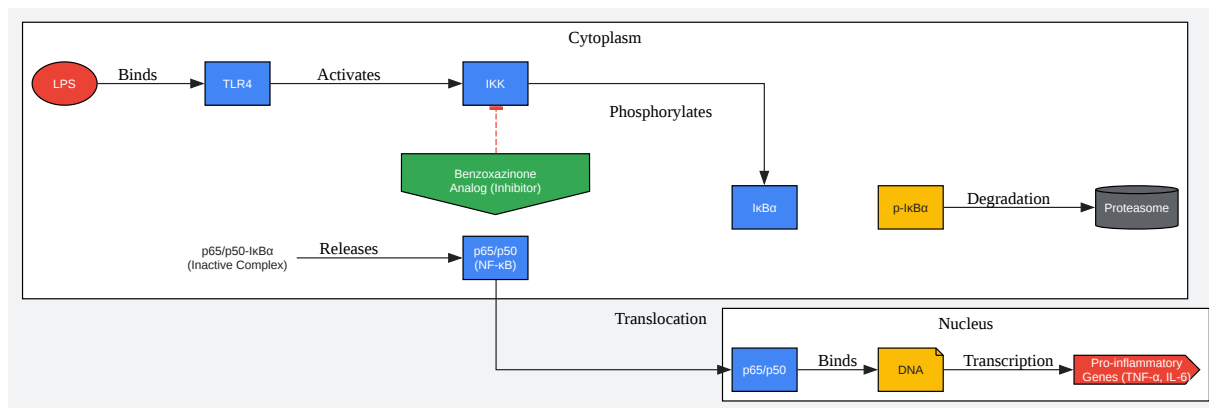 Cytoplasm
LPS
Binds
TLR4
Activates
IKK
Phosphorylates
Benzoxazinone
Analog (Inhibitor)
IκBα
p-IκBα
Degradation
Proteasome
p65/p50-IκBα
(Inactive Complex)
Releases
p65/p50
(NF-κB)
Translocation
Nucleus
p65/p50
Binds
DNA
Transcription
Pro-inflammatory
Genes (TNF-α, IL-6)